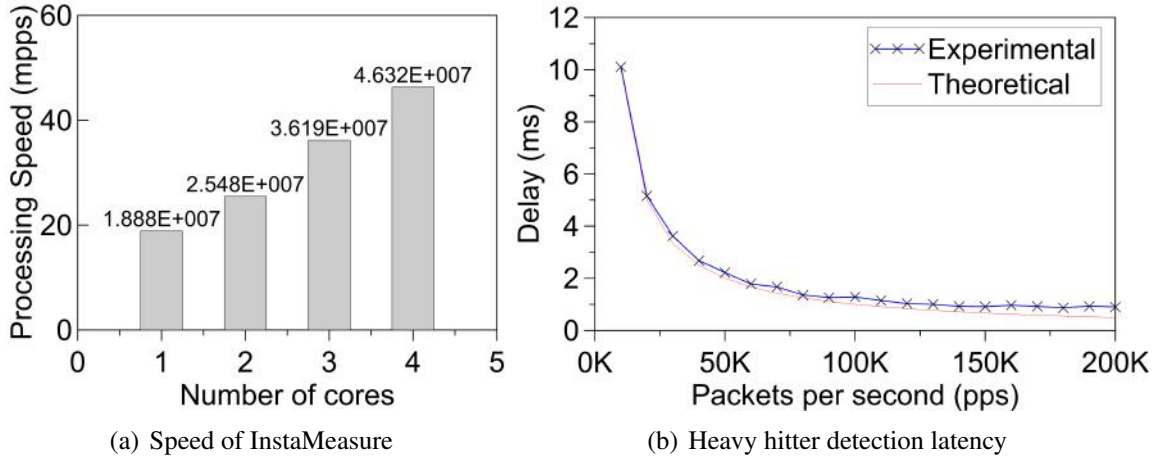 60
40
20
0
Processing Speed (mpps)
1.888E+007
2.548E+007
3.619E+007
4.632E+007
0 1 2 3 4 5
Number of cores
(a) Speed of InstaMeasure
12
10
8
6
4
2
0
Delay (ms)
Experimental
Theoretical
0K 50K 100K 150K 200K
Packets per second (pps)
(b) Heavy hitter detection latency